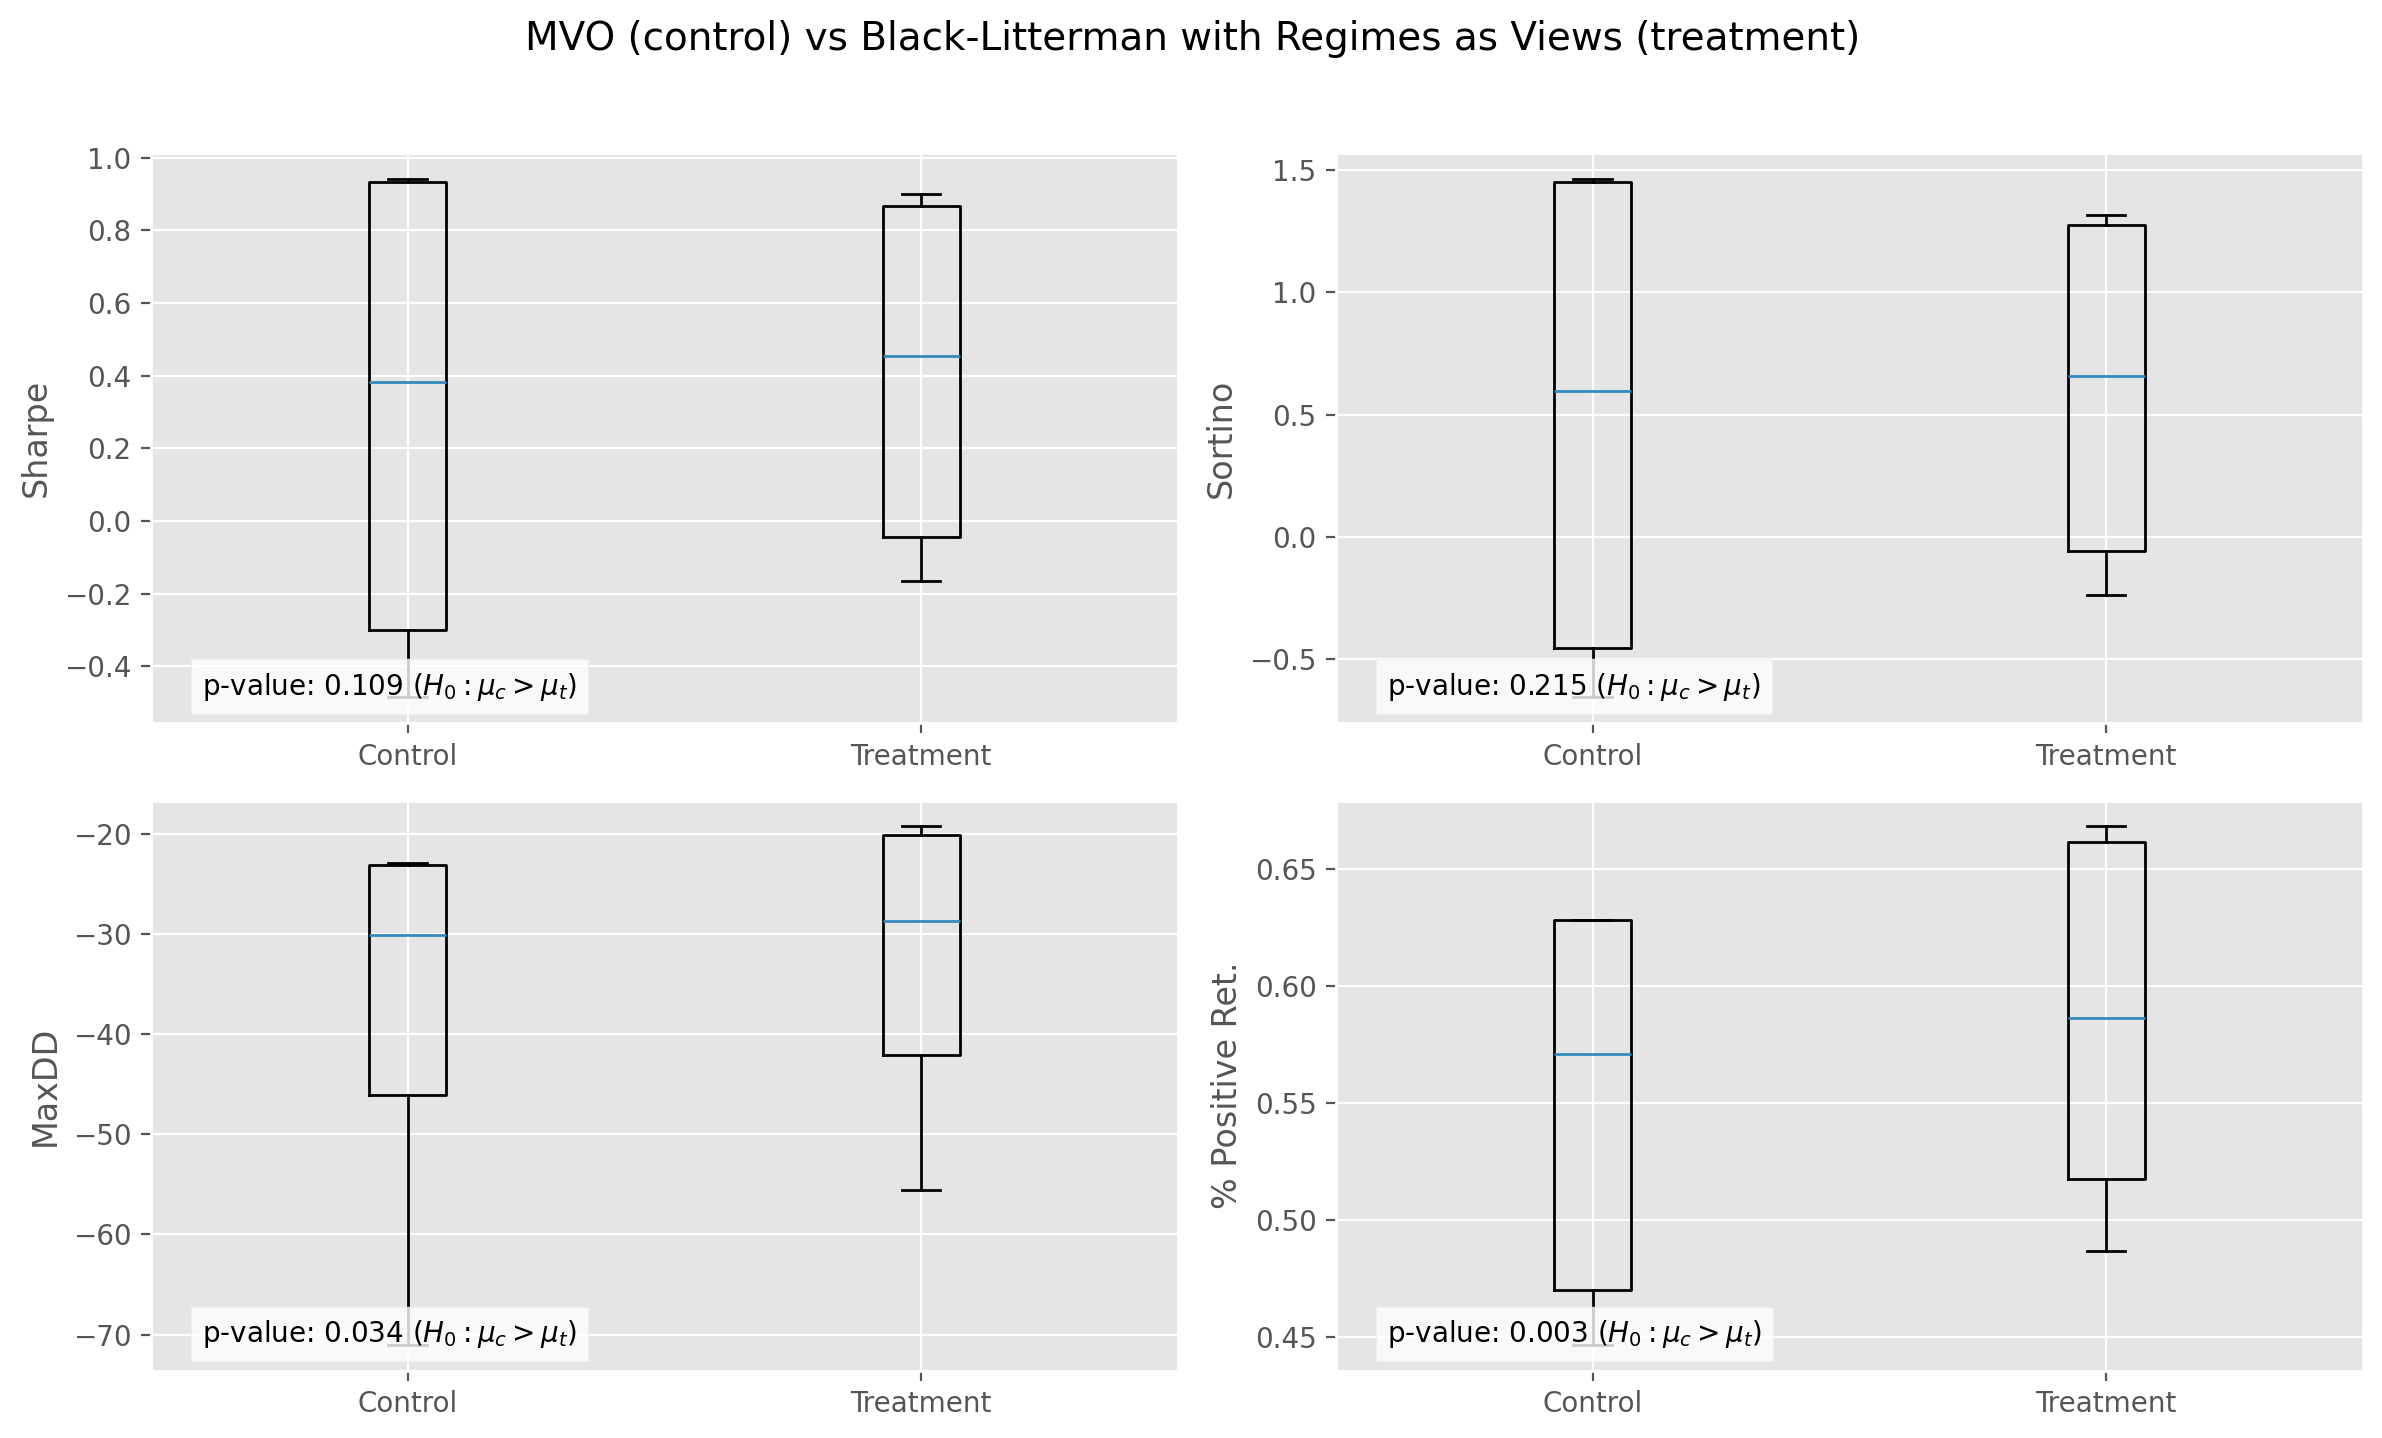 MVO (control) vs Black-Litterman with Regimes as Views (treatment)
1.0
0.8
0.6
0.4
0.2
0.0
−0.2
−0.4
Sharpe
p-value: 0.109 (H₀ : μ_c > μ_t)
Control
Treatment
1.5
1.0
0.5
0.0
−0.5
Sortino
p-value: 0.215 (H₀ : μ_c > μ_t)
Control
Treatment
−20
−30
−40
−50
−60
−70
MaxDD
p-value: 0.034 (H₀ : μ_c > μ_t)
Control
Treatment
0.65
0.60
0.55
0.50
0.45
% Positive Ret.
p-value: 0.003 (H₀ : μ_c > μ_t)
Control
Treatment